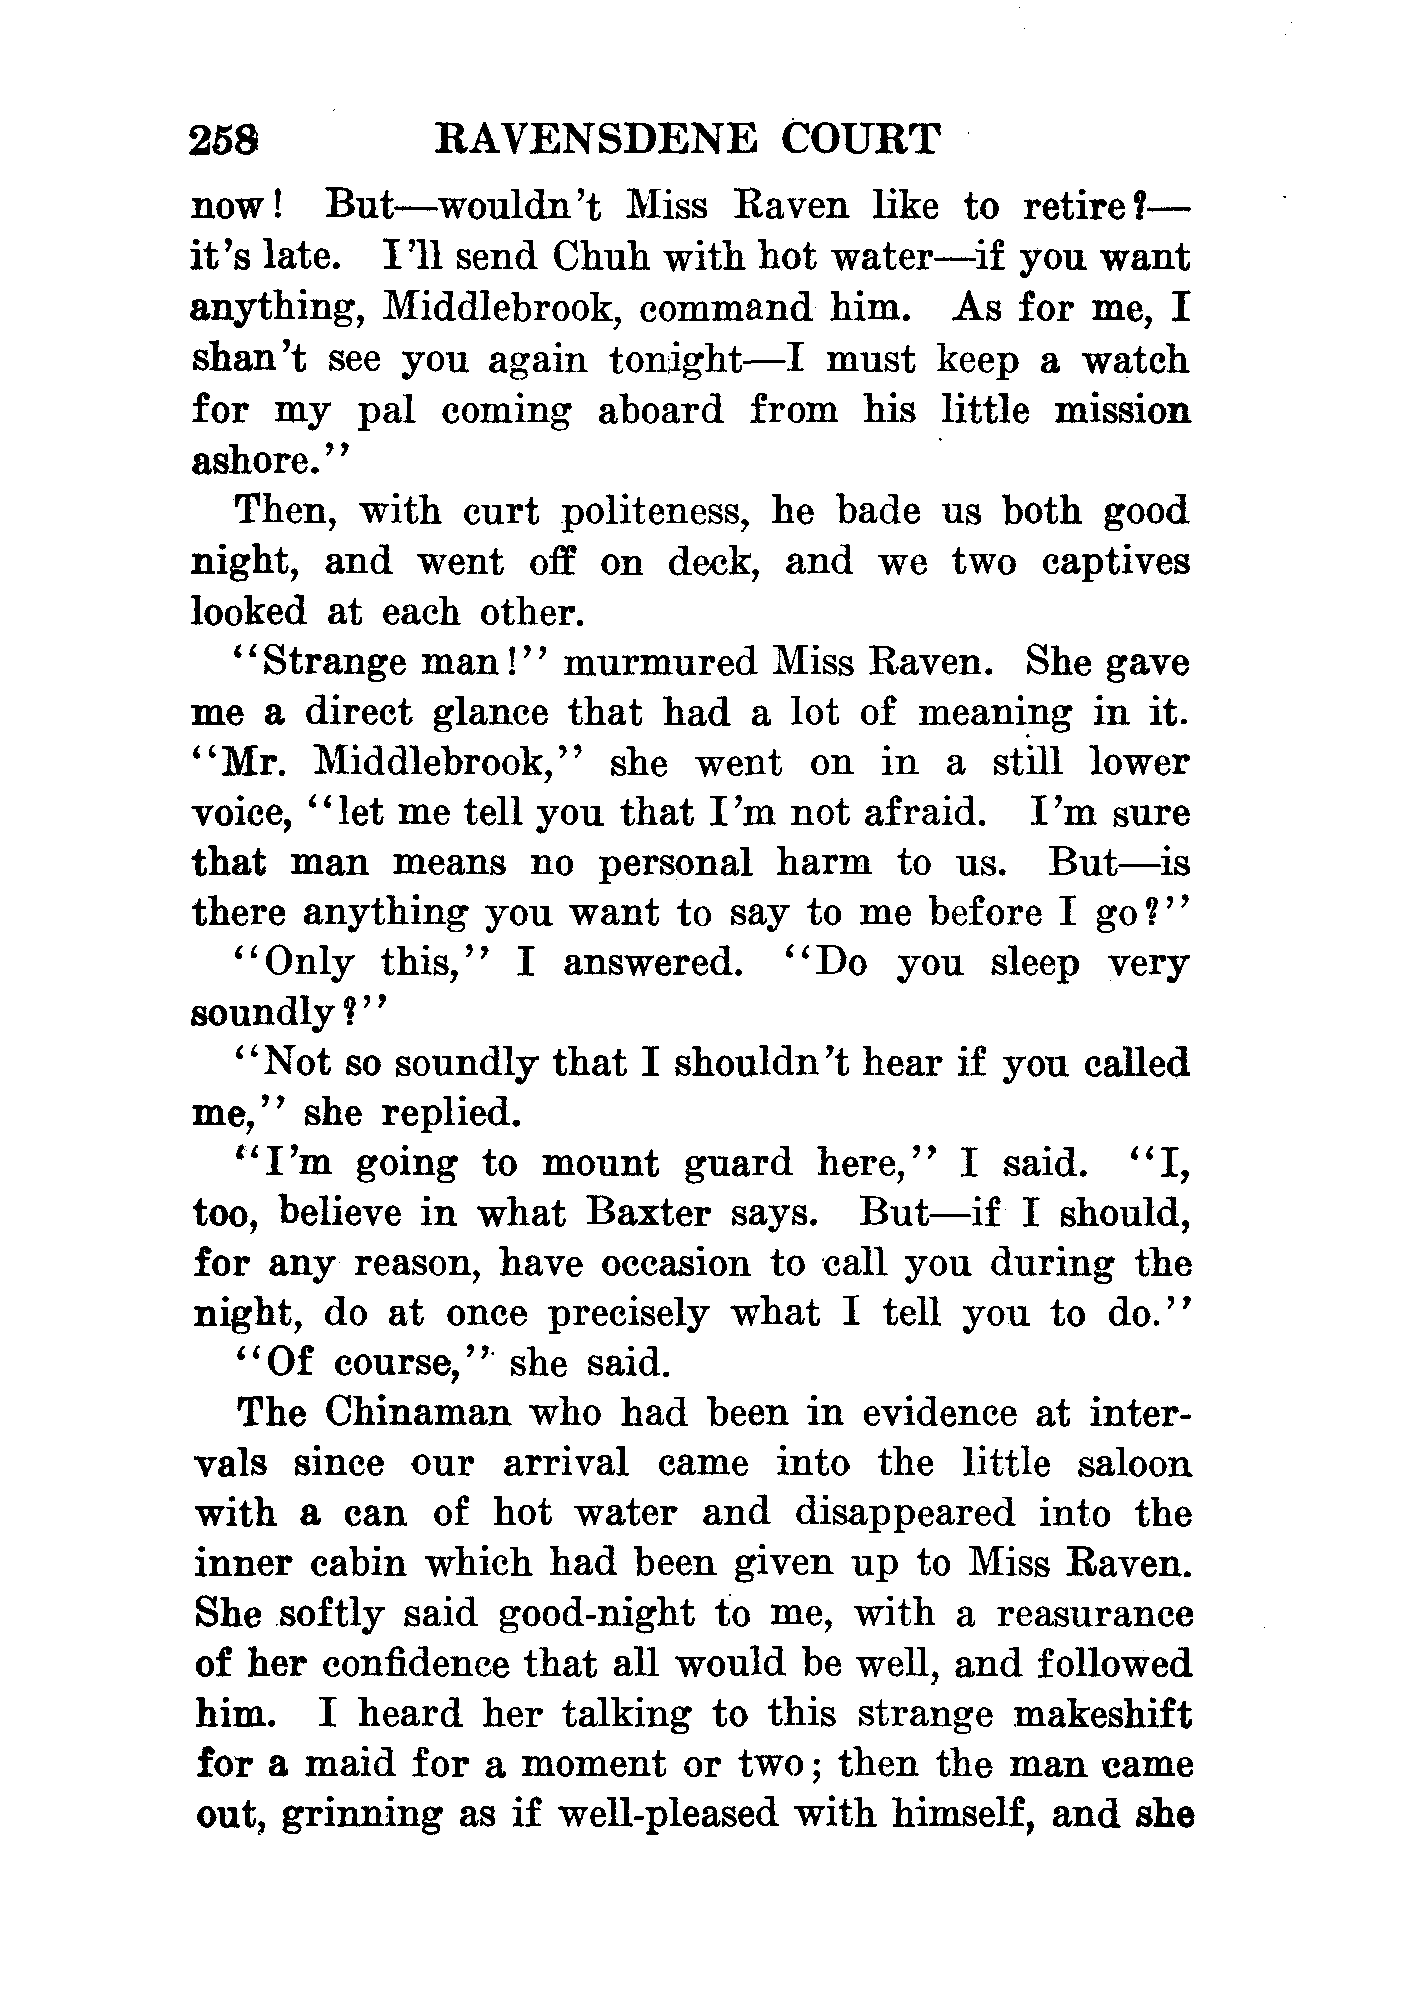 258 RAVENSDENE COURT
now! But—wouldn't Miss Raven like to retire?—
it's late. I'll send Chuh with hot water—if you want
anything, Middlebrook, command him. As for me, I
shan't see you again tonight—I must keep a watch
for my pal coming aboard from his little mission
ashore."
Then, with curt politeness, he bade us both good
night, and went off on deck, and we two captives
looked at each other.
"Strange man!" murmured Miss Raven. She gave
me a direct glance that had a lot of meaning in it.
"Mr. Middlebrook," she went on in a still lower
voice, "let me tell you that I'm not afraid. I'm sure
that man means no personal harm to us. But—is
there anything you want to say to me before I go?"
"Only this," I answered. "Do you sleep very
soundly?"
"Not so soundly that I shouldn't hear if you called
me," she replied.
"I'm going to mount guard here," I said. "I,
too, believe in what Baxter says. But—if I should,
for any reason, have occasion to call you during the
night, do at once precisely what I tell you to do."
"Of course," she said.
The Chinaman who had been in evidence at inter-
vals since our arrival came into the little saloon
with a can of hot water and disappeared into the
inner cabin which had been given up to Miss Raven.
She softly said good-night to me, with a reasurance
of her confidence that all would be well, and followed
him. I heard her talking to this strange makeshift
for a maid for a moment or two; then the man came
out, grinning as if well-pleased with himself, and she